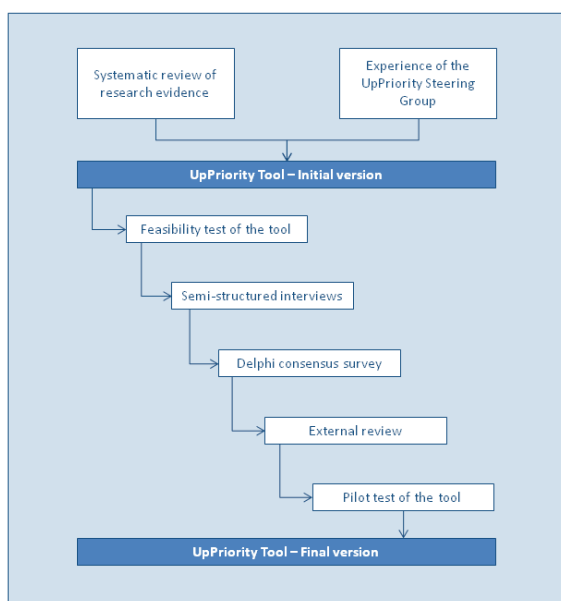 Systematic review of
research evidence
Experience of the
UpPriority Steering
Group
UpPriority Tool – Initial version
Feasibility test of the tool
Semi-structured interviews
Delphi consensus survey
External review
Pilot test of the tool
UpPriority Tool – Final version